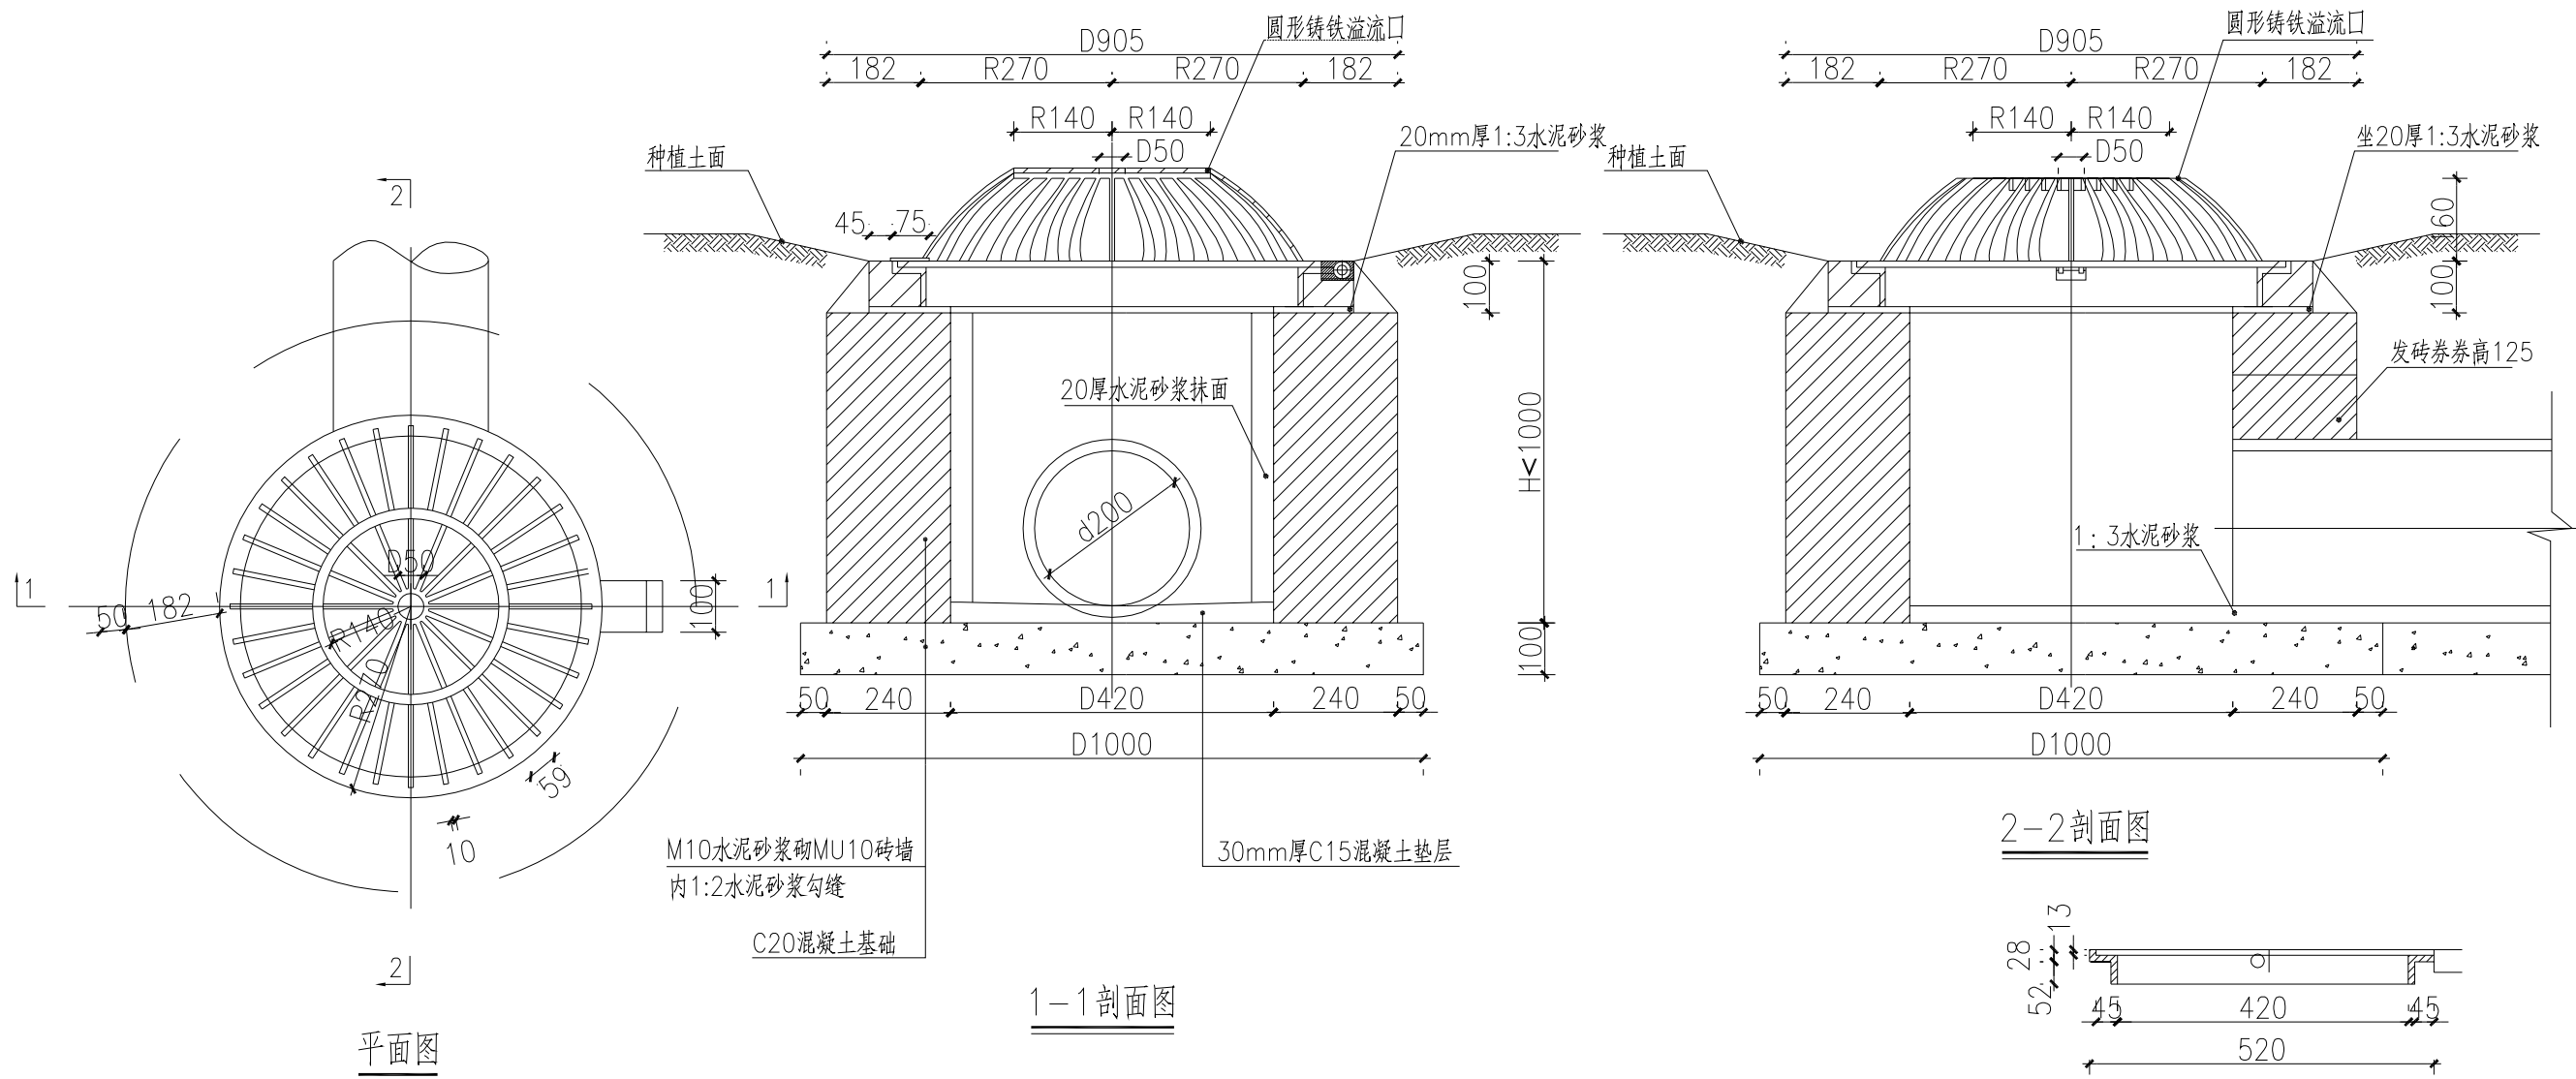 2
D50
R140
R270
1
1
50
182
100
59
10
2
平面图
D905
圆形铸铁溢流口
182
R270
R270
182
R140
R140
D50
种植土面
20mm厚1:3水泥砂浆
45
75
100
20厚水泥砂浆抹面
H<1000
d200
100
50
240
D420
240
50
D1000
M10水泥砂浆砌MU10砖墙
内1:2水泥砂浆勾缝
C20混凝土基础
30mm厚C15混凝土垫层
1-1剖面图
D905
圆形铸铁溢流口
182
R270
R270
182
R140
R140
D50
种植土面
坐20厚1:3水泥砂浆
160
100
发砖券券高125
1:3水泥砂浆
50
240
D420
240
50
D1000
2-2剖面图
13
28
52
45
420
45
520